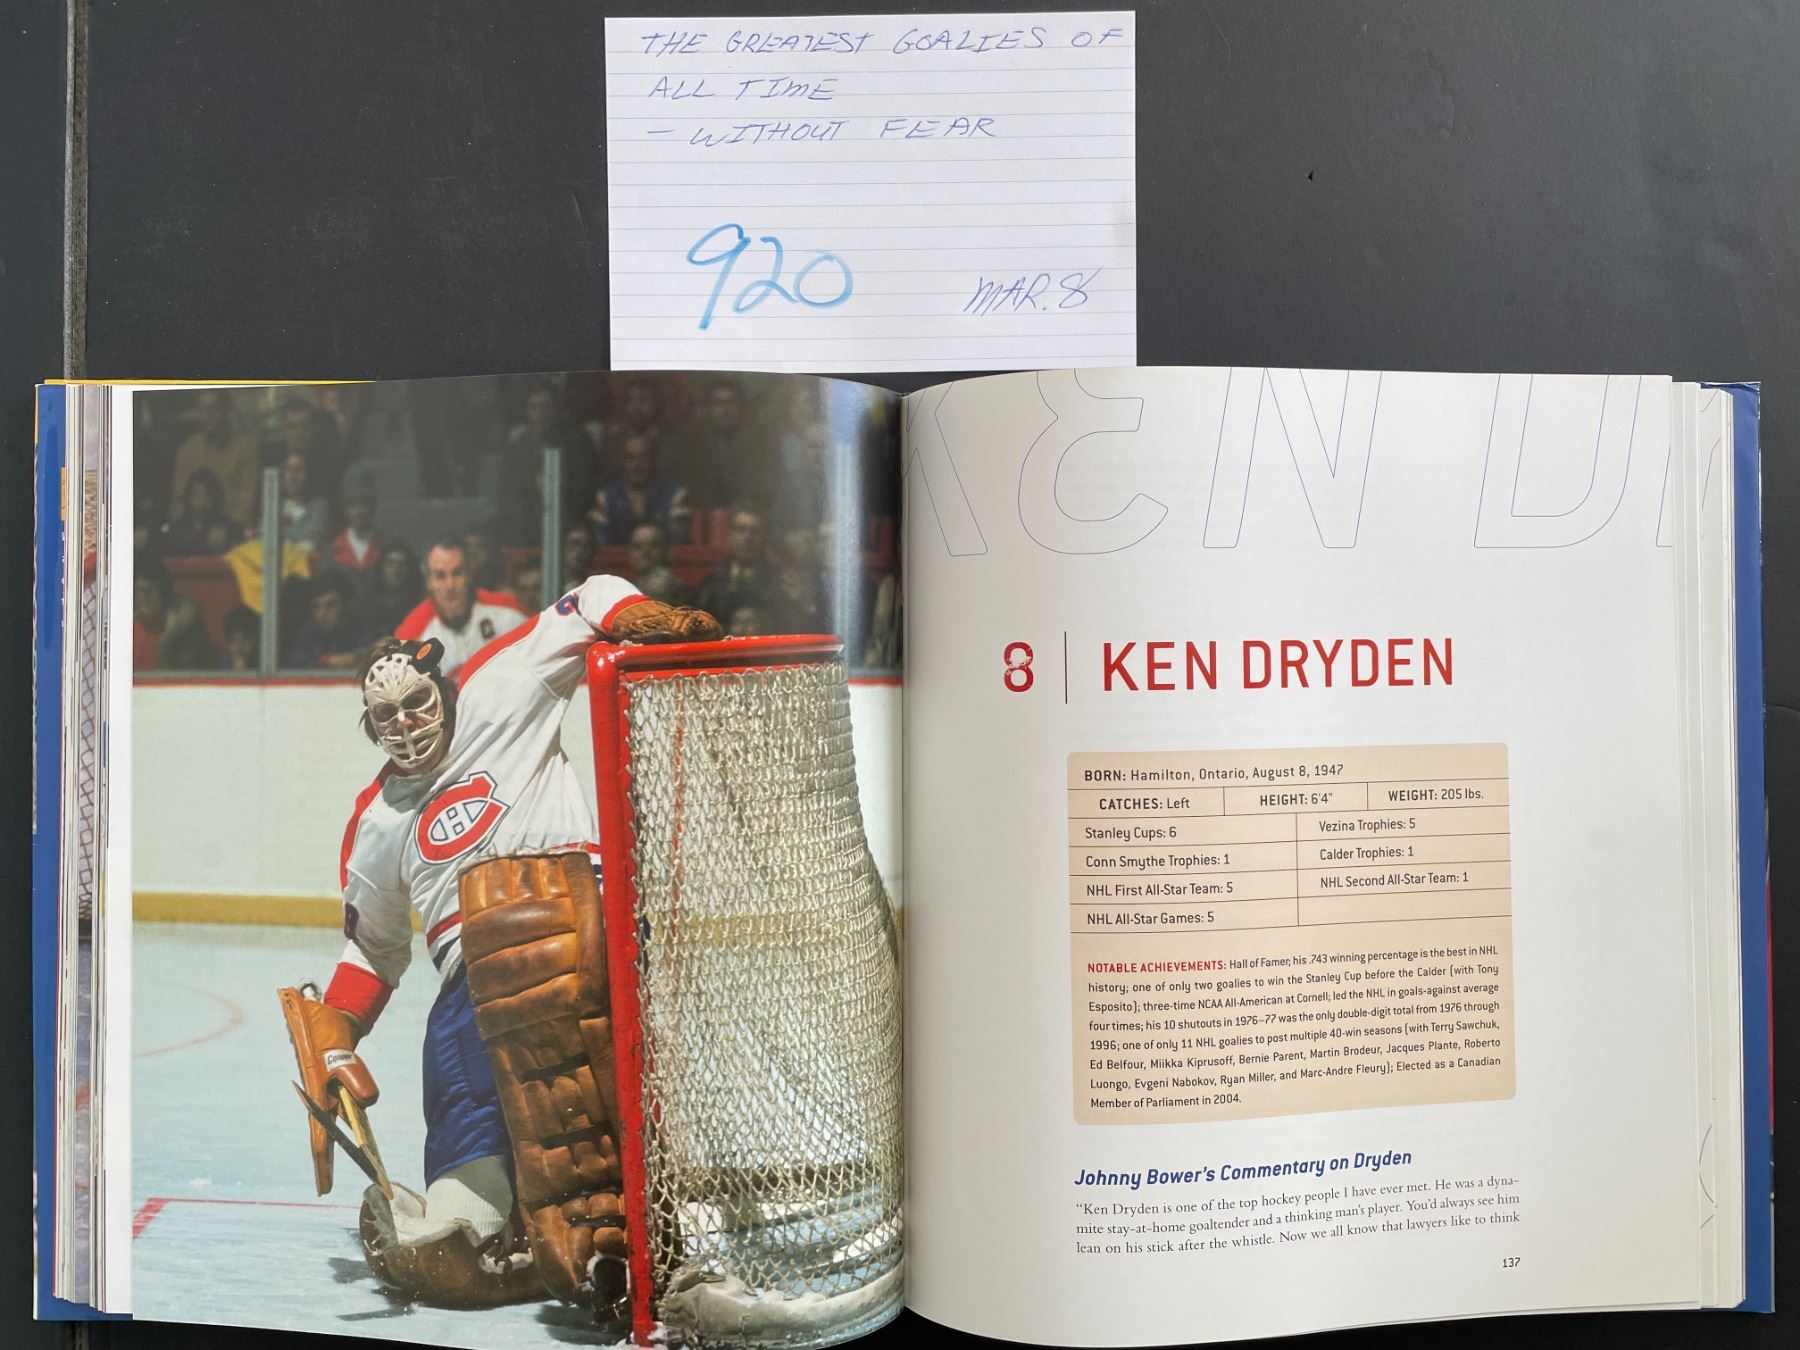 THE GREATEST GOALIES OF
ALL TIME
- WITHOUT FEAR
920
MAR. 8
C
Cooper
KEN D
8 | KEN DRYDEN
BORN: Hamilton, Ontario, August 8, 1947
CATCHES: Left HEIGHT: 6'4" WEIGHT: 205 lbs.
Stanley Cups: 6 Vezina Trophies: 5
Conn Smythe Trophies: 1 Calder Trophies: 1
NHL First All-Star Team: 5 NHL Second All-Star Team: 1
NHL All-Star Games: 5
NOTABLE ACHIEVEMENTS: Hall of Famer; his .743 winning percentage is the best in NHL
history; one of only two goalies to win the Stanley Cup before the Calder (with Tony
Esposito); three-time NCAA All-American at Cornell; led the NHL in goals-against average
four times; his 10 shutouts in 1976–77 was the only double-digit total from 1976 through
1996; one of only 11 NHL goalies to post multiple 40-win seasons (with Terry Sawchuk,
Ed Belfour, Miikka Kiprusoff, Bernie Parent, Martin Brodeur, Jacques Plante, Roberto
Luongo, Evgeni Nabokov, Ryan Miller, and Marc-Andre Fleury); Elected as a Canadian
Member of Parliament in 2004.
Johnny Bower's Commentary on Dryden
“Ken Dryden is one of the top hockey people I have ever met. He was a dyna-
mite stay-at-home goaltender and a thinking man's player. You'd always see him
lean on his stick after the whistle. Now we all know that lawyers like to think
137